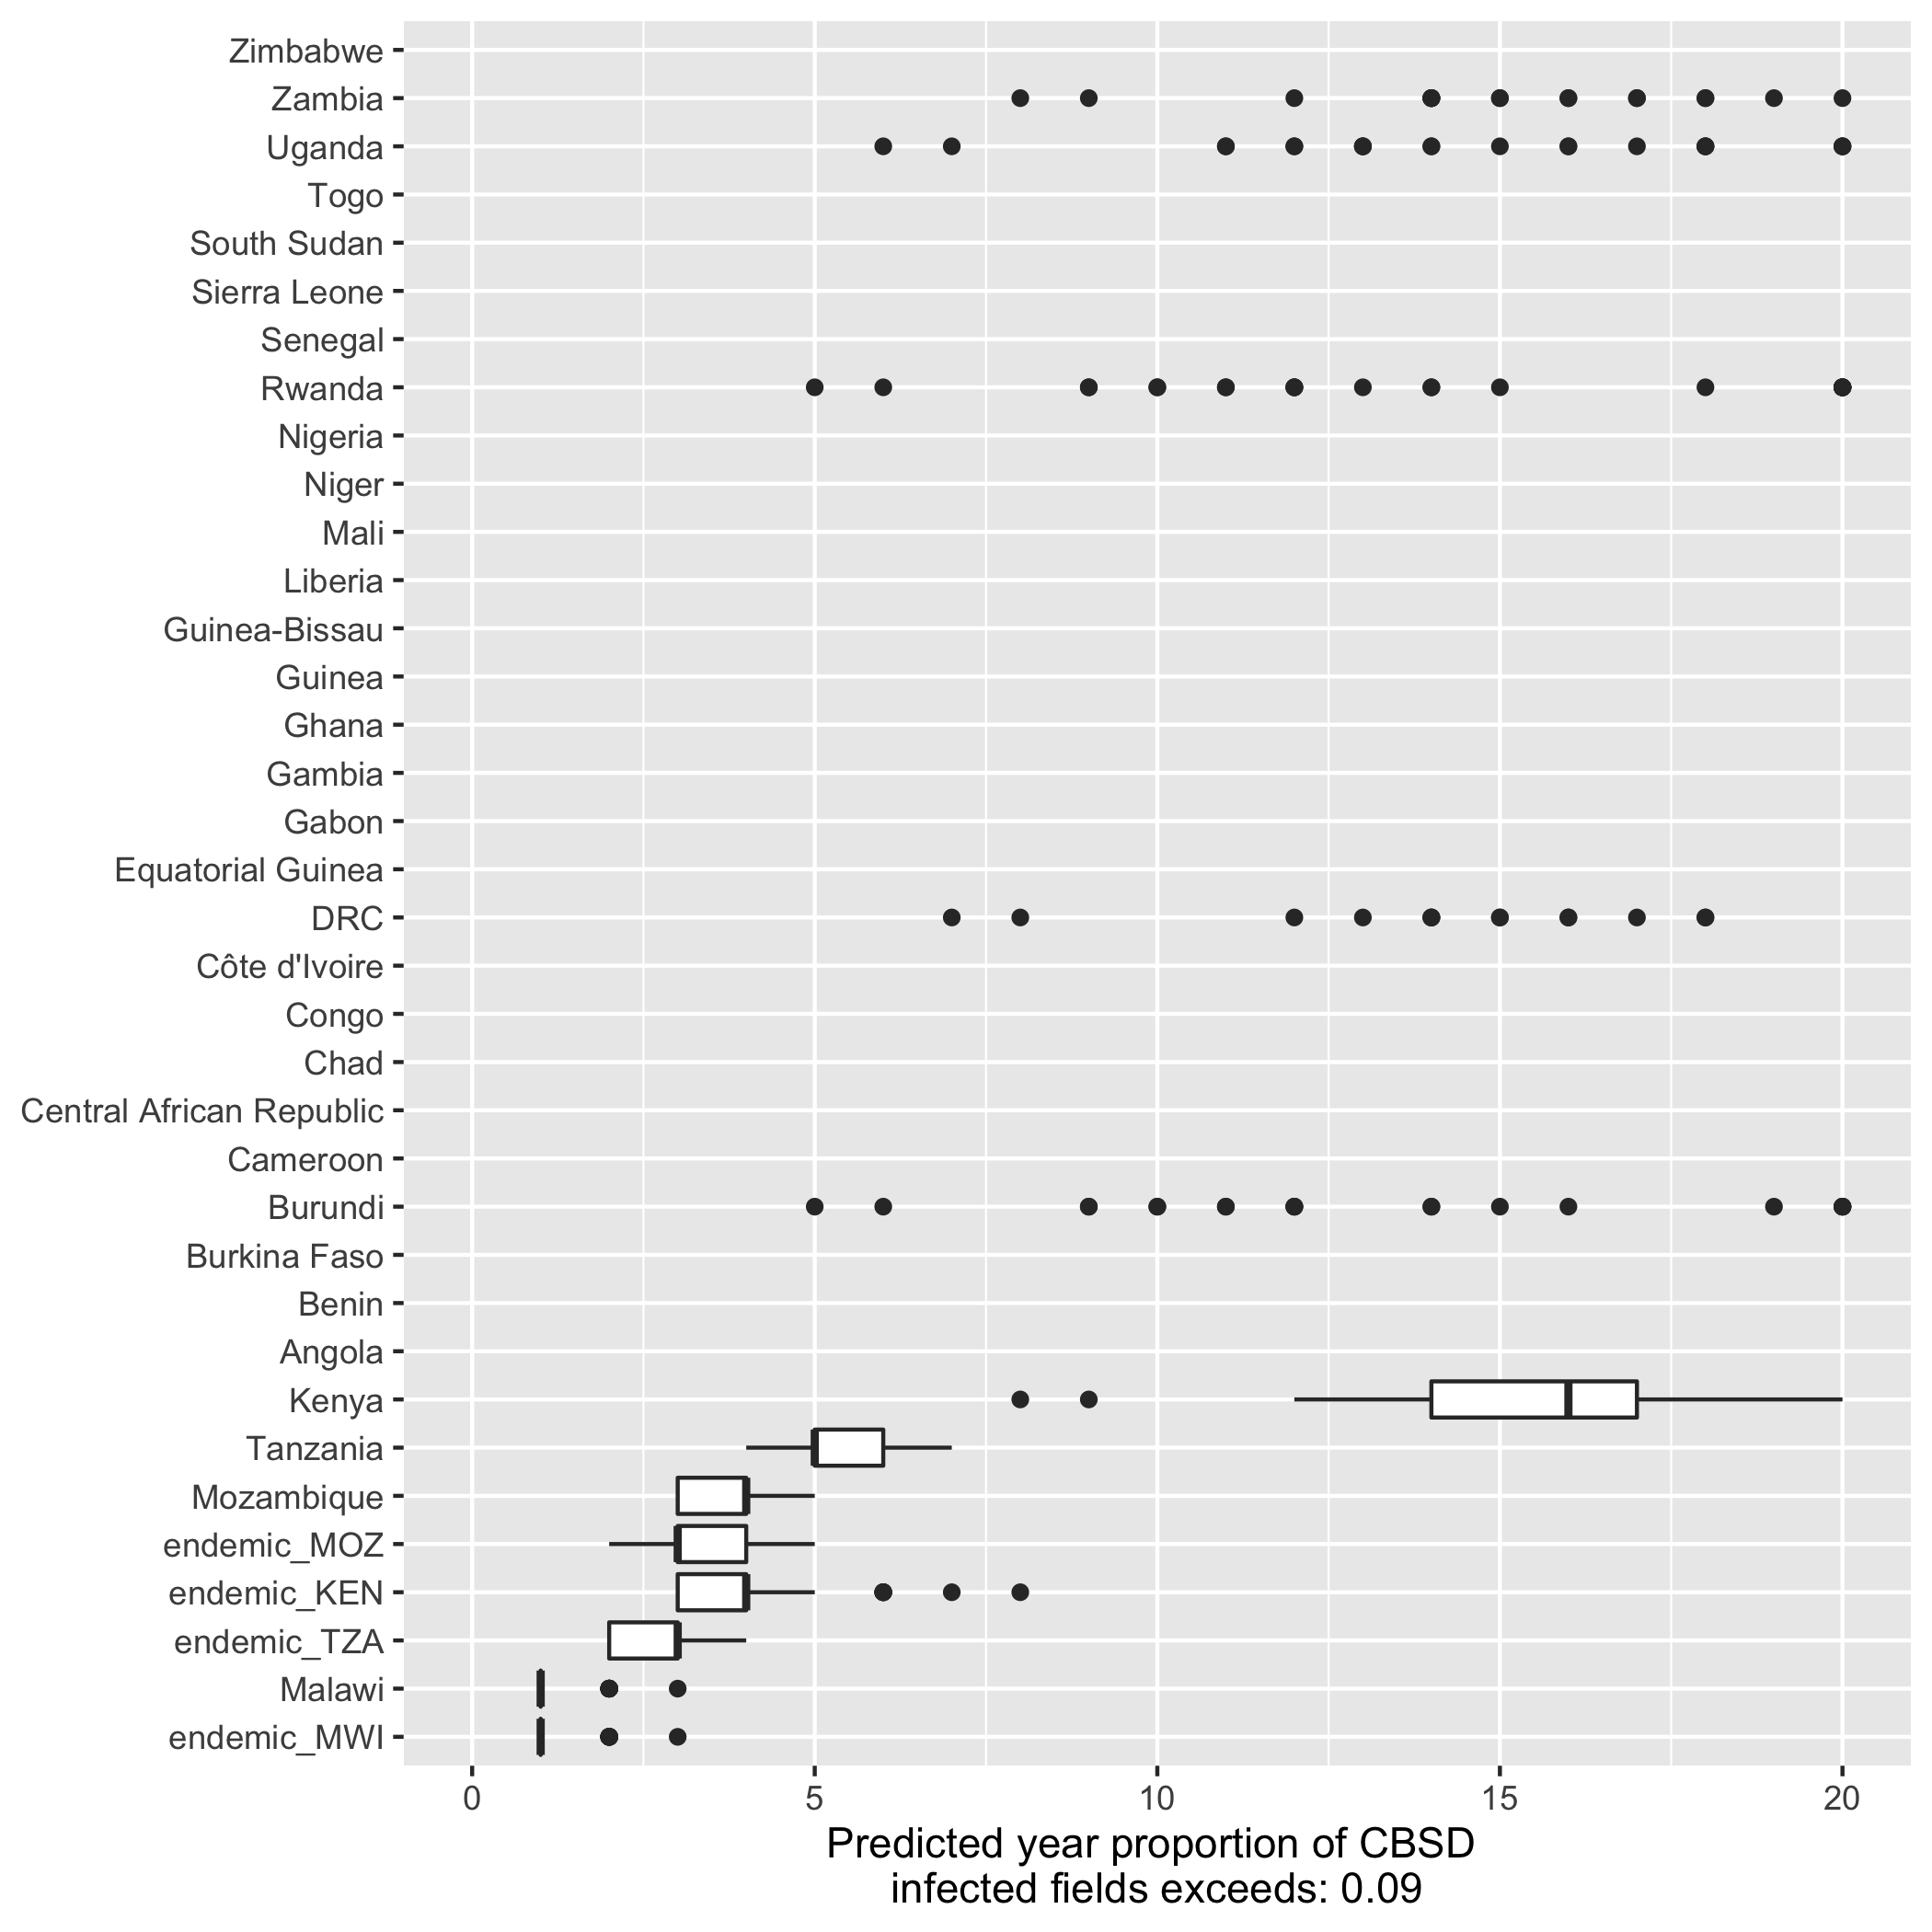 Zimbabwe
Zambia
Uganda
Togo
South Sudan
Sierra Leone
Senegal
Rwanda
Nigeria
Niger
Mali
Liberia
Guinea-Bissau
Guinea
Ghana
Gambia
Gabon
Equatorial Guinea
DRC
Côte d'Ivoire
Congo
Chad
Central African Republic
Cameroon
Burundi
Burkina Faso
Benin
Angola
Kenya
Tanzania
Mozambique
endemic_MOZ
endemic_KEN
endemic_TZA
Malawi
endemic_MWI
0 5 10 15 20
Predicted year proportion of CBSD
infected fields exceeds: 0.09